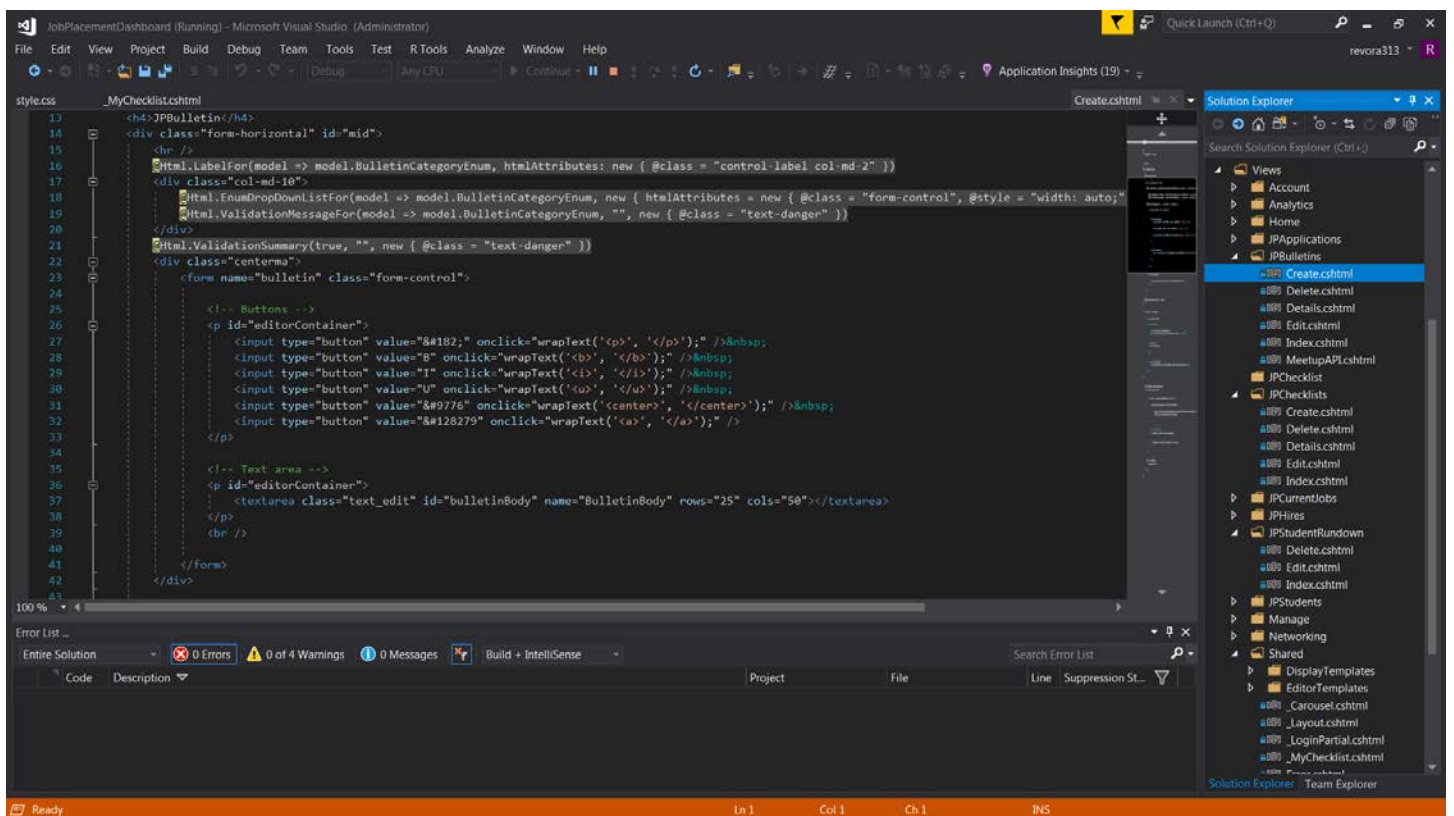 JobPlacementDashboard (Running) - Microsoft Visual Studio (Administrator)
Quick Launch (Ctrl+Q)
File Edit View Project Build Debug Team Tools Test R Tools Analyze Window Help
revora313 R
Debug Any CPU Continue Application Insights (19)
style.css _MyChecklist.cshtml Create.cshtml
13 <h4>JPBulletin</h4>
14 <div class="form-horizontal" id="mid">
15 <hr />
16 @Html.LabelFor(model => model.BulletinCategoryEnum, htmlAttributes: new { @class = "control-label col-md-2" })
17 <div class="col-md-10">
18 @Html.EnumDropDownListFor(model => model.BulletinCategoryEnum, new { htmlAttributes = new { @class = "form-control", @style = "width: auto;"
19 @Html.ValidationMessageFor(model => model.BulletinCategoryEnum, "", new { @class = "text-danger" })
20 </div>
21 @Html.ValidationSummary(true, "", new { @class = "text-danger" })
22 <div class="centerma">
23 <form name="bulletin" class="form-control">
24
25 <!-- Buttons -->
26 <p id="editorContainer">
27 <input type="button" value="&#182;" onclick="wrapText('<p>', '</p>');" />&nbsp;
28 <input type="button" value="B" onclick="wrapText('<b>', '</b>');" />&nbsp;
29 <input type="button" value="I" onclick="wrapText('<i>', '</i>');" />&nbsp;
30 <input type="button" value="U" onclick="wrapText('<u>', '</u>');" />&nbsp;
31 <input type="button" value="&#9776" onclick="wrapText('<center>', '</center>');" />&nbsp;
32 <input type="button" value="&#128279" onclick="wrapText('<a>', '</a>');" />
33 </p>
34
35 <!-- Text area -->
36 <p id="editorContainer">
37 <textarea class="text_edit" id="bulletinBody" name="BulletinBody" rows="25" cols="50"></textarea>
38 </p>
39 <br />
40
41 </form>
42 </div>
43
100 %
Error List ...
Entire Solution 0 Errors 0 of 4 Warnings 0 Messages Build + IntelliSense Search Error List
Code Description Project File Line Suppression St...
Solution Explorer
Search Solution Explorer (Ctrl+;)
Views
Account
Analytics
Home
JPApplications
JPBulletins
Create.cshtml
Delete.cshtml
Details.cshtml
Edit.cshtml
Index.cshtml
MeetupAPI.cshtml
JPChecklist
JPChecklists
Create.cshtml
Delete.cshtml
Details.cshtml
Edit.cshtml
Index.cshtml
JPCurrentJobs
JPHires
JPStudentRundown
Delete.cshtml
Edit.cshtml
Index.cshtml
JPStudents
Manage
Networking
Shared
DisplayTemplates
EditorTemplates
_Carousel.cshtml
_Layout.cshtml
_LoginPartial.cshtml
_MyChecklist.cshtml
Solution Explorer Team Explorer
Ready Ln 1 Col 1 Ch 1 INS